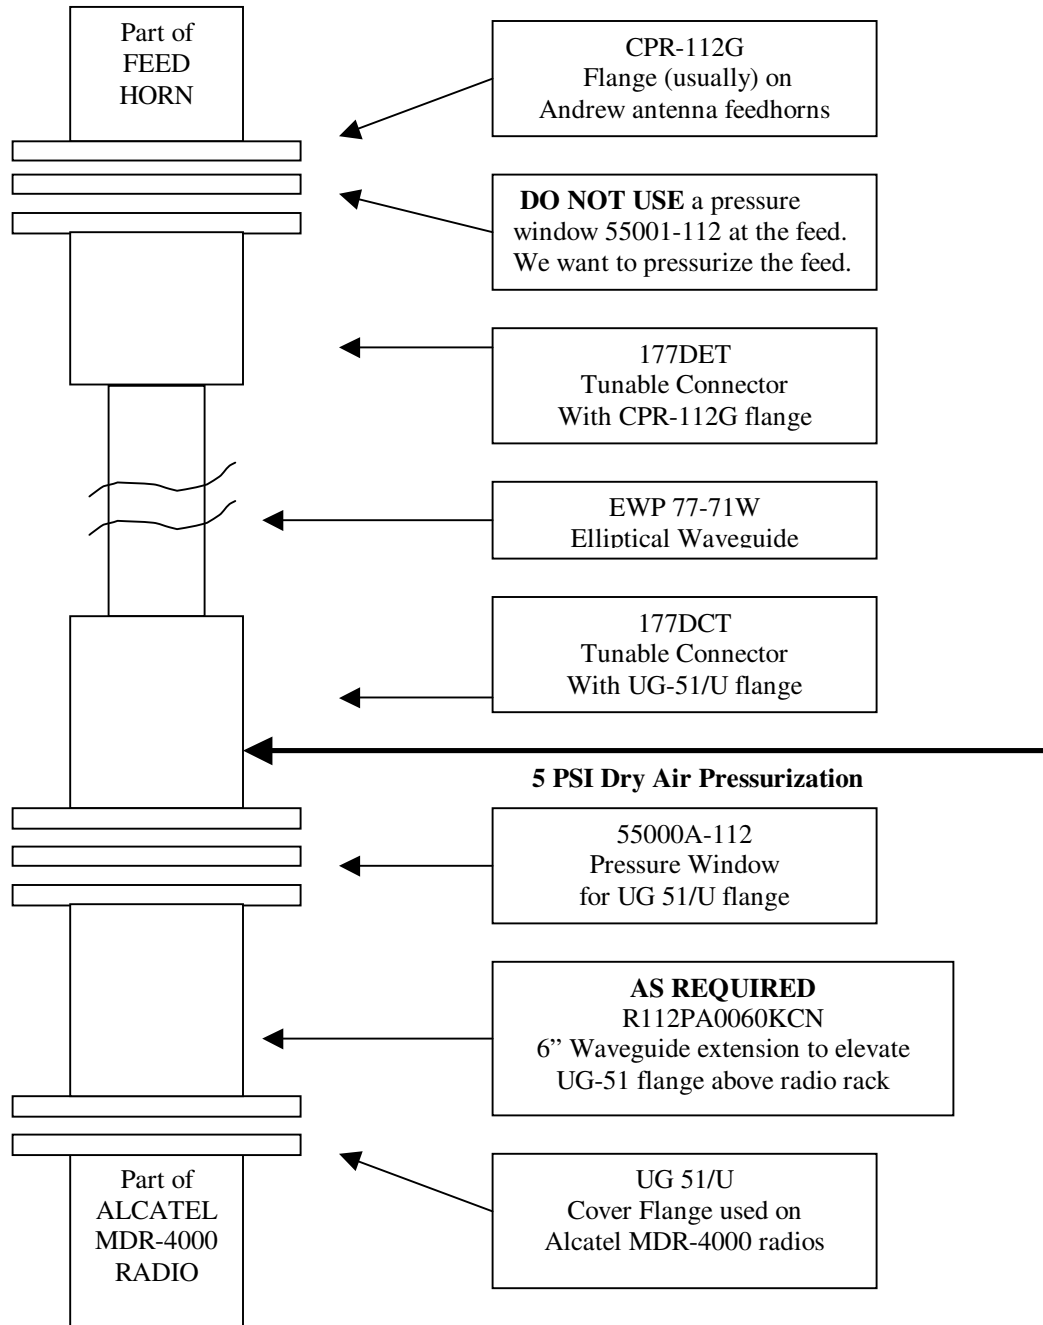 Part of
FEED
HORN
CPR-112G
Flange (usually) on
Andrew antenna feedhorns
DO NOT USE a pressure
window 55001-112 at the feed.
We want to pressurize the feed.
177DET
Tunable Connector
With CPR-112G flange
EWP 77-71W
Elliptical Waveguide
177DCT
Tunable Connector
With UG-51/U flange
5 PSI Dry Air Pressurization
55000A-112
Pressure Window
for UG 51/U flange
AS REQUIRED
R112PA0060KCN
6” Waveguide extension to elevate
UG-51 flange above radio rack
Part of
ALCATEL
MDR-4000
RADIO
UG 51/U
Cover Flange used on
Alcatel MDR-4000 radios